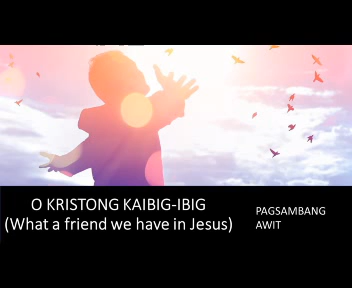 O KRISTONG KAIBIG-IBIG
(What a friend we have in Jesus)
PAGSAMBANG
AWIT